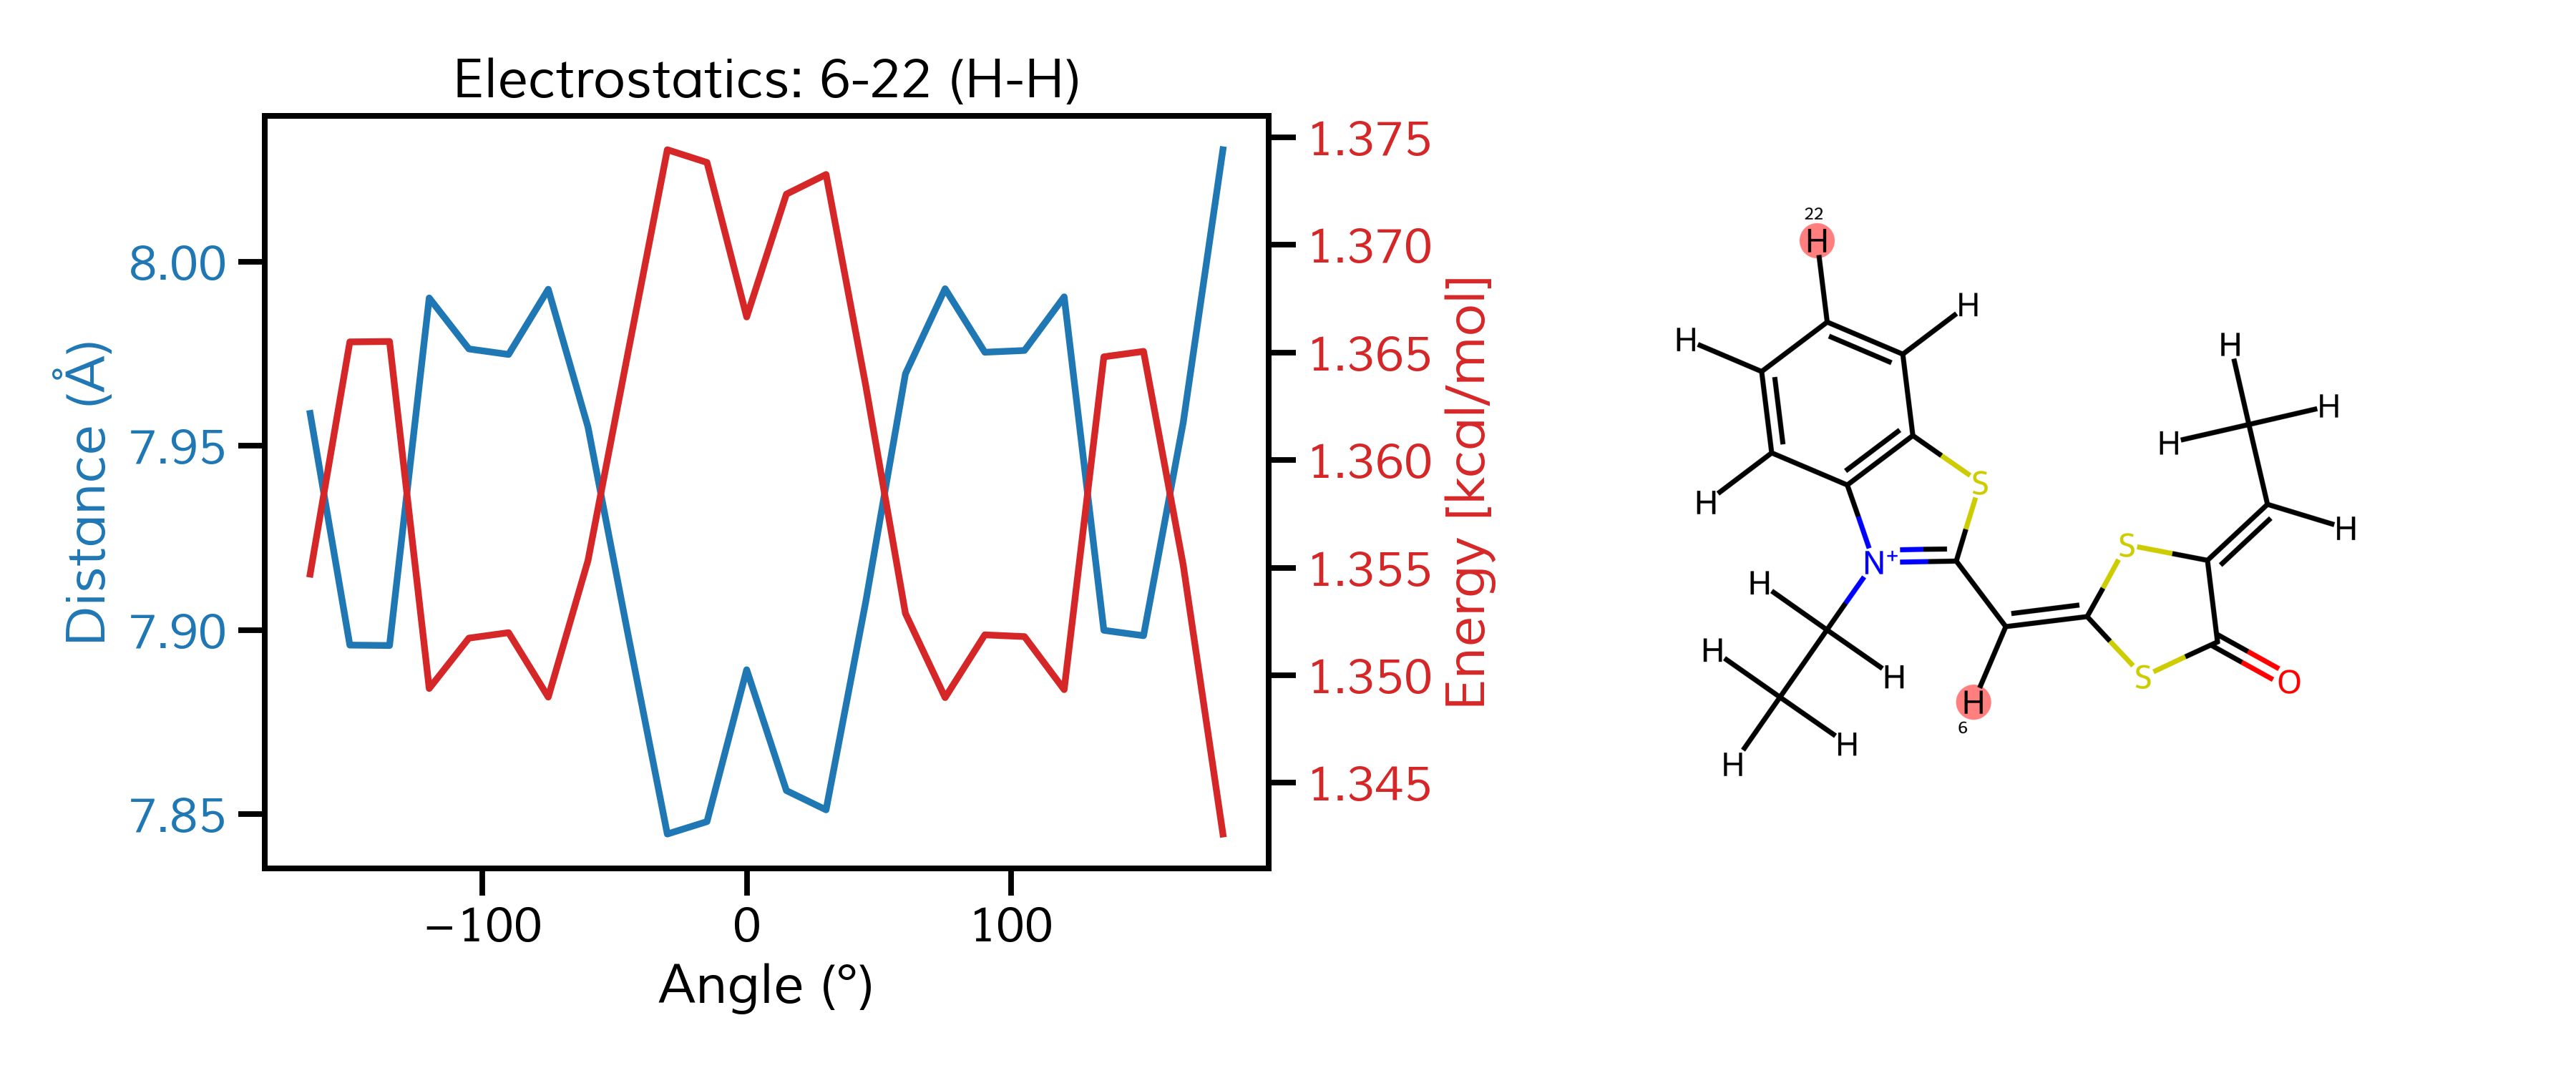 Electrostatics: 6-22 (H-H)
Distance (Å)
8.00
7.95
7.90
7.85
1.375
1.370
1.365
1.360
1.355
1.350
1.345
Energy [kcal/mol]
−100 0 100
Angle (°)
22
H
H
H
H
H
H
H
H
S
S
N⁺
H
H
H
H
6
S
O
H
H
H